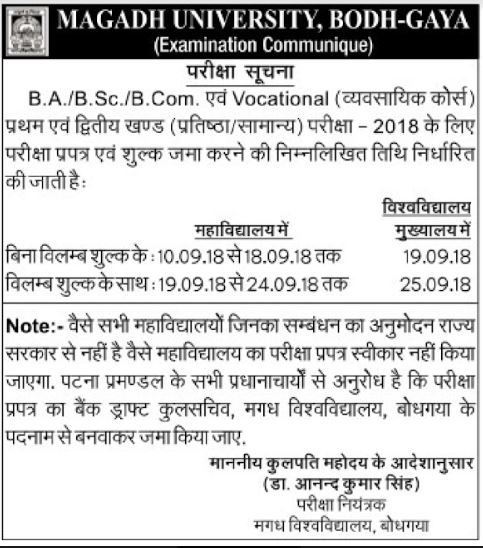 MAGADH UNIVERSITY, BODH-GAYA
(Examination Communique)
परीक्षा सूचना
B.A./B.Sc./B.Com. एवं Vocational (व्यवसायिक कोर्स)
प्रथम एवं द्वितीय खण्ड (प्रतिष्ठा/सामान्य) परीक्षा - 2018 के लिए
परीक्षा प्रपत्र एवं शुल्क जमा करने की निम्नलिखित तिथि निर्धारित
की जाती है:
विश्वविद्यालय
महाविद्यालय में मुख्यालय में
बिना विलम्ब शुल्क के : 10.09.18 से 18.09.18 तक 19.09.18
विलम्ब शुल्क के साथ : 19.09.18 से 24.09.18 तक 25.09.18
Note:- वैसे सभी महाविद्यालयों जिनका सम्बंधन का अनुमोदन राज्य
सरकार से नहीं है वैसे महाविद्यालय का परीक्षा प्रपत्र स्वीकार नहीं किया
जाएगा. पटना प्रमण्डल के सभी प्रधानाचार्यों से अनुरोध है कि परीक्षा
प्रपत्र का बैंक ड्राफ्ट कुलसचिव, मगध विश्वविद्यालय, बोधगया के
पदनाम से बनवाकर जमा किया जाए.
माननीय कुलपति महोदय के आदेशानुसार
(डा. आनन्द कुमार सिंह)
परीक्षा नियंत्रक
मगध विश्वविद्यालय, बोधगया